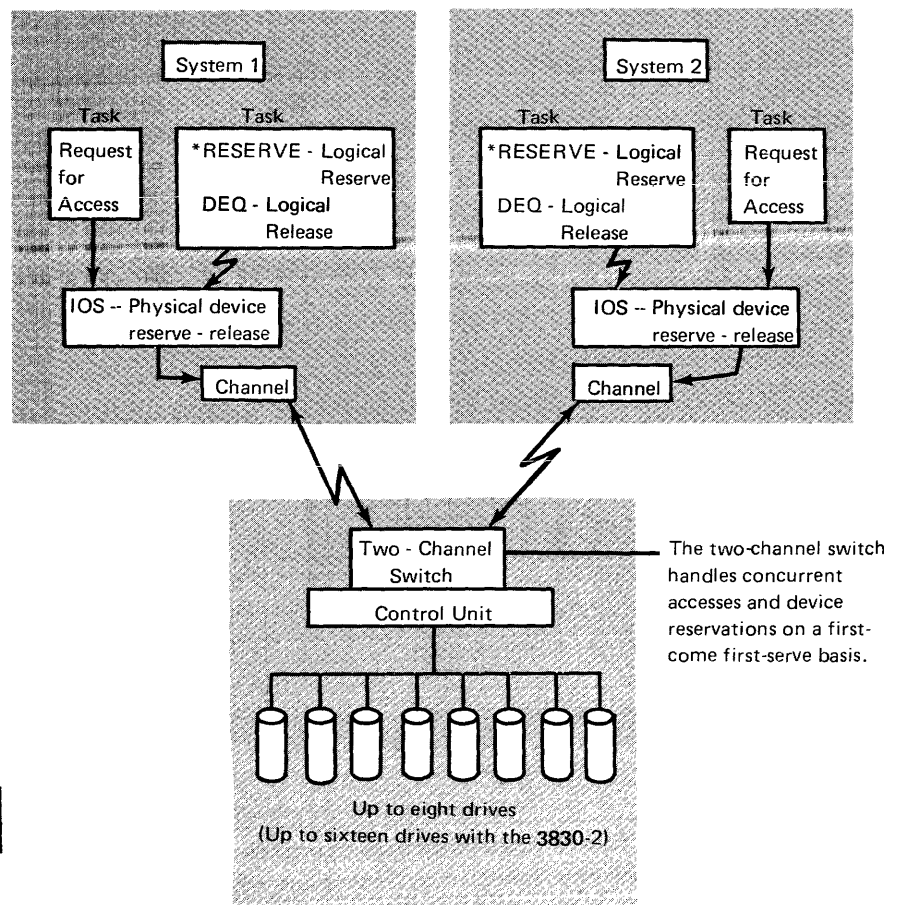 System 1
Task
Request
for
Access
Task
*RESERVE - Logical
Reserve
DEQ - Logical
Release
IOS -- Physical device
reserve - release
Channel
System 2
Task
*RESERVE - Logical
Reserve
DEQ - Logical
Release
Task
Request
for
Access
IOS -- Physical device
reserve - release
Channel
Two - Channel
Switch
Control Unit
The two-channel switch
handles concurrent
accesses and device
reservations on a first-
come first-serve basis.
Up to eight drives
(Up to sixteen drives with the 3830-2)